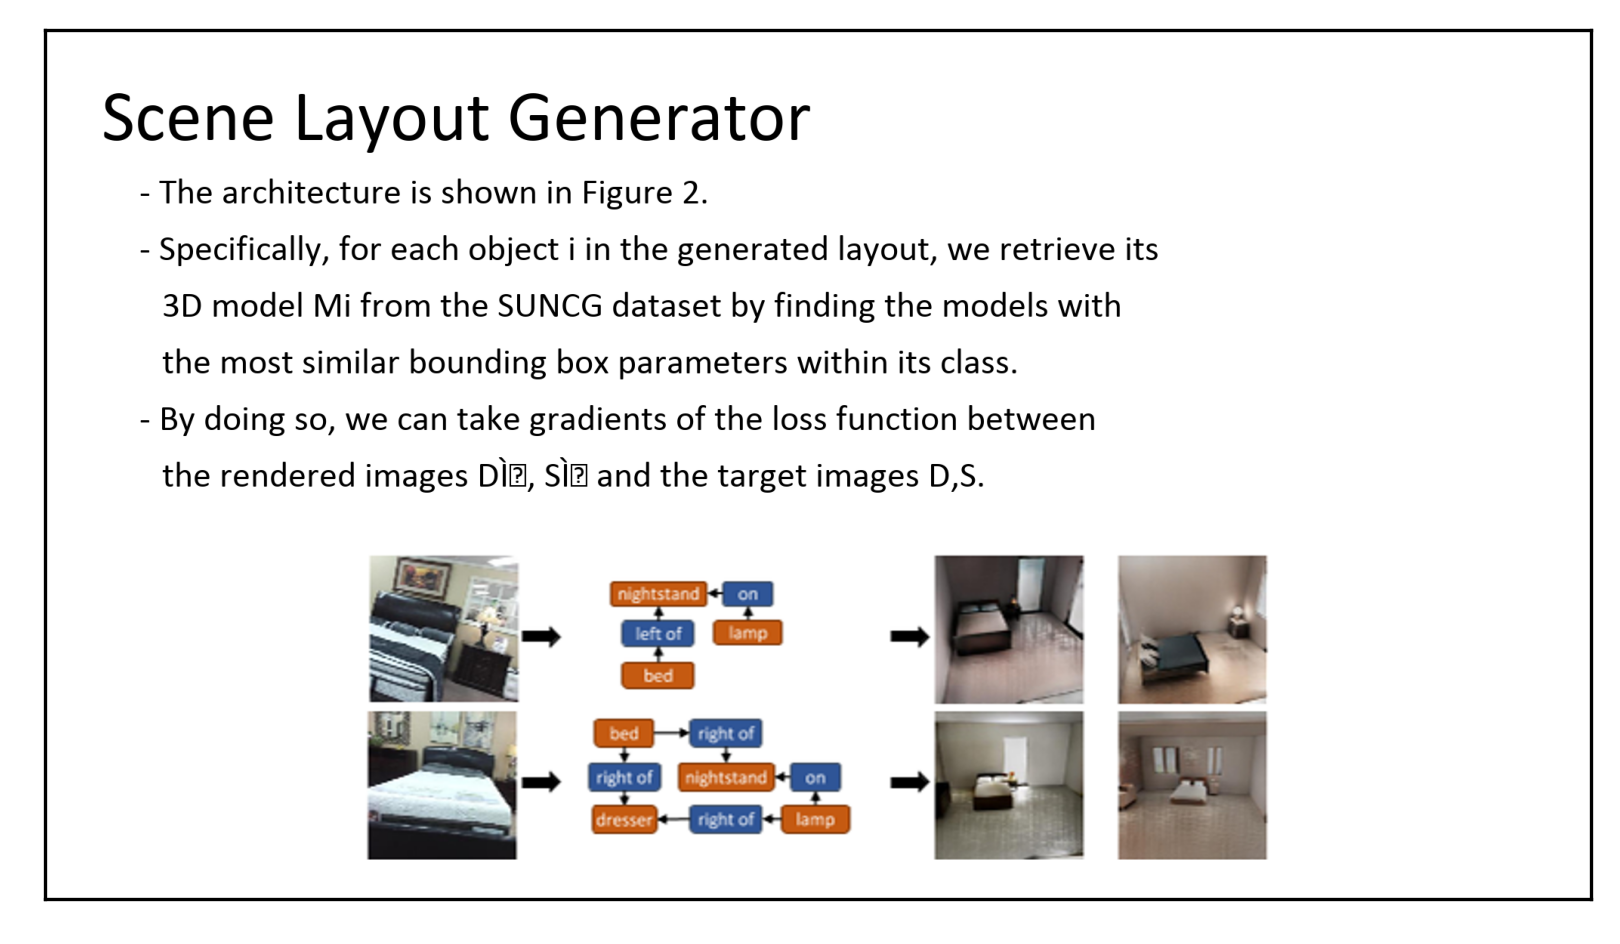 Scene Layout Generator
- The architecture is shown in Figure 2.
- Specifically, for each object i in the generated layout, we retrieve its
3D model Mi from the SUNCG dataset by finding the models with
the most similar bounding box parameters within its class.
- By doing so, we can take gradients of the loss function between
the rendered images DÌ�, SÌ� and the target images D,S.
nightstand on
left of lamp
bed
bed right of
right of nightstand on
dresser right of lamp